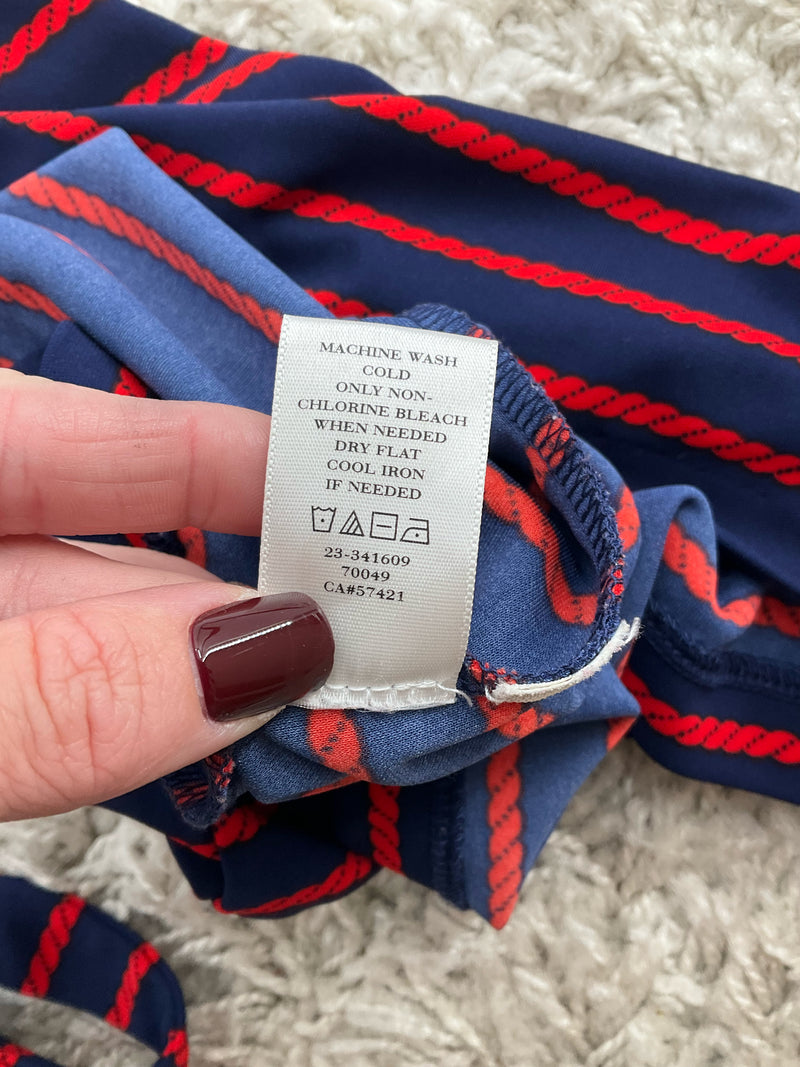 MACHINE WASH
COLD
ONLY NON-
CHLORINE BLEACH
WHEN NEEDED
DRY FLAT
COOL IRON
IF NEEDED
23-341609
70049
CA#57421